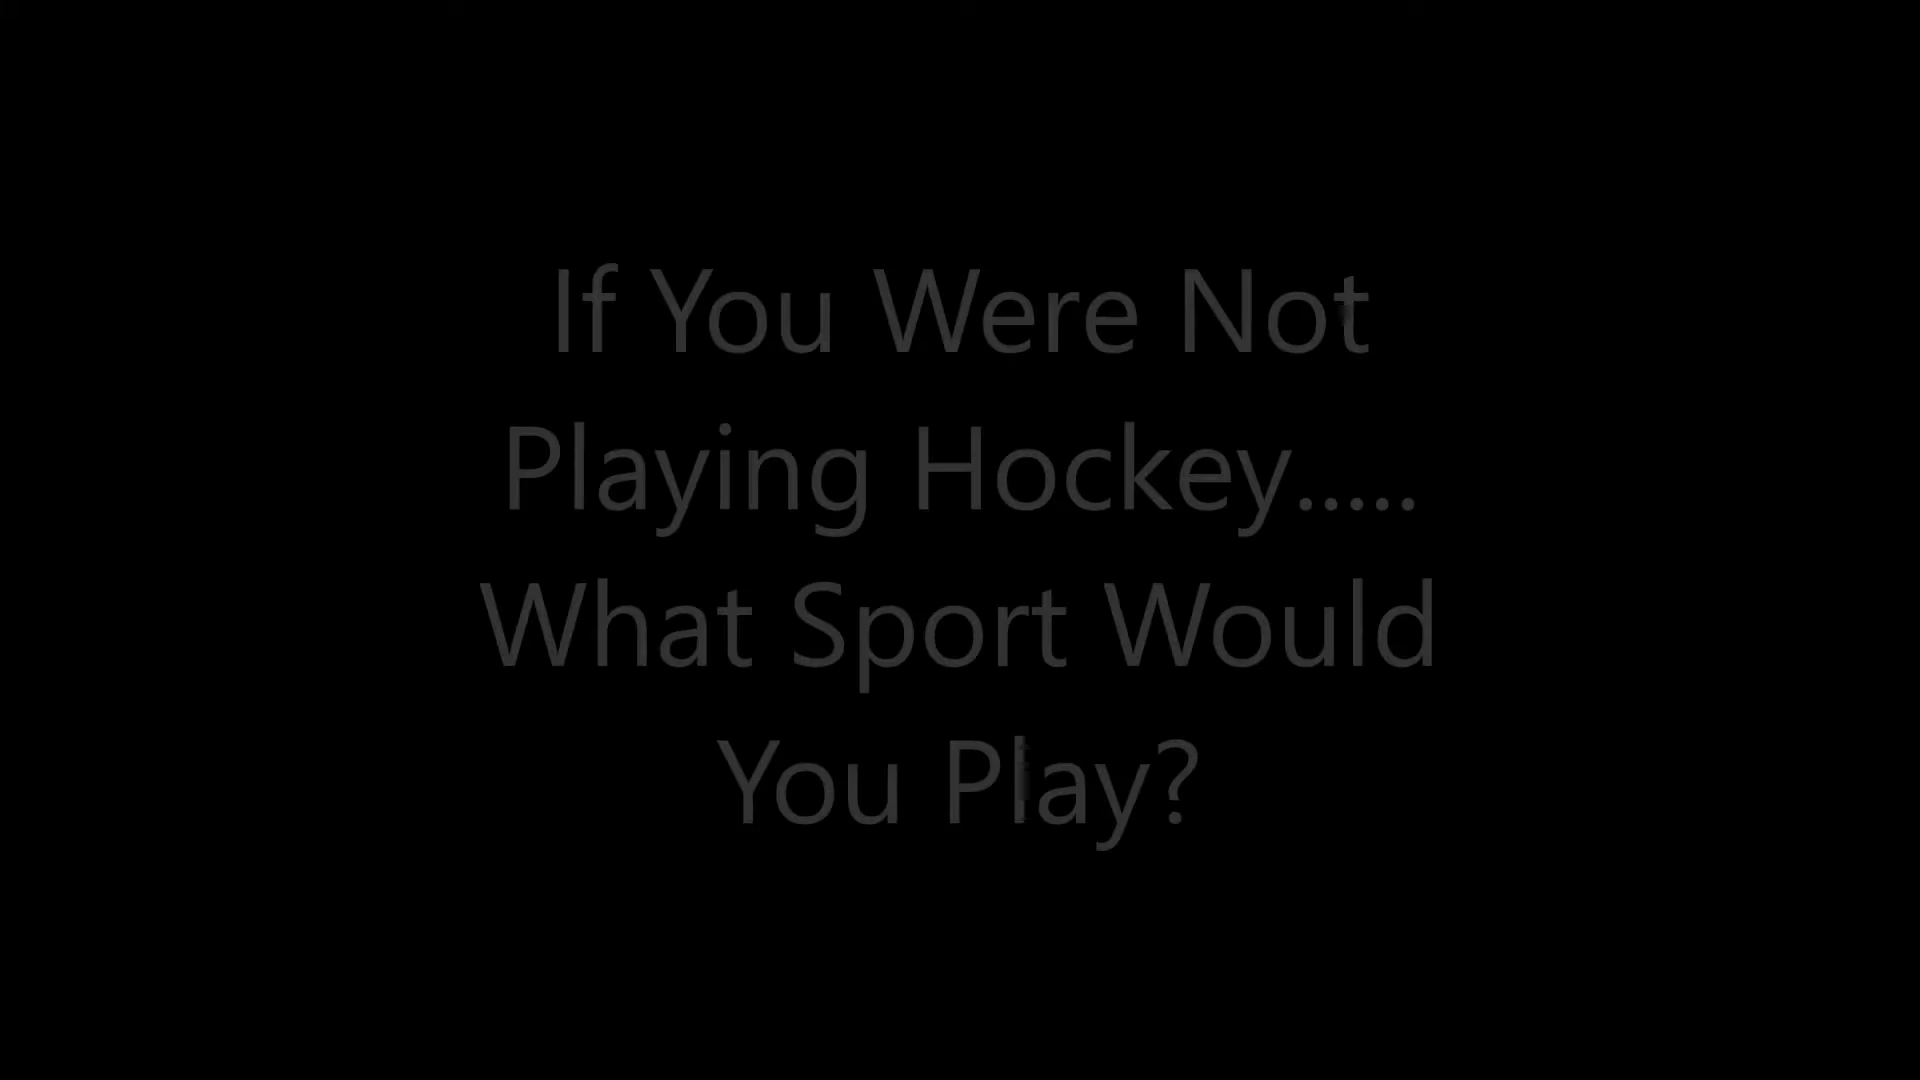 If You Were Not
Playing Hockey.....
What Sport Would
You Play?